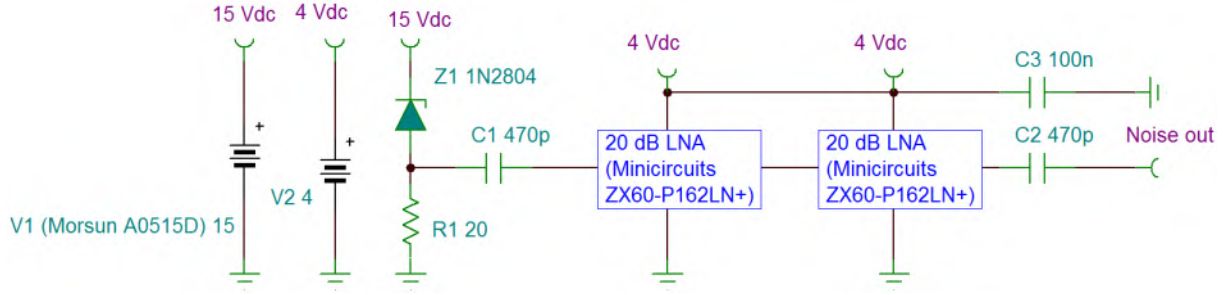 15 Vdc
4 Vdc
15 Vdc
4 Vdc
4 Vdc
Z1 1N2804
C3 100n
C1 470p
20 dB LNA
(Minicircuits
ZX60-P162LN+)
20 dB LNA
(Minicircuits
ZX60-P162LN+)
C2 470p
Noise out
+
+
V2 4
V1 (Morsun A0515D) 15
R1 20